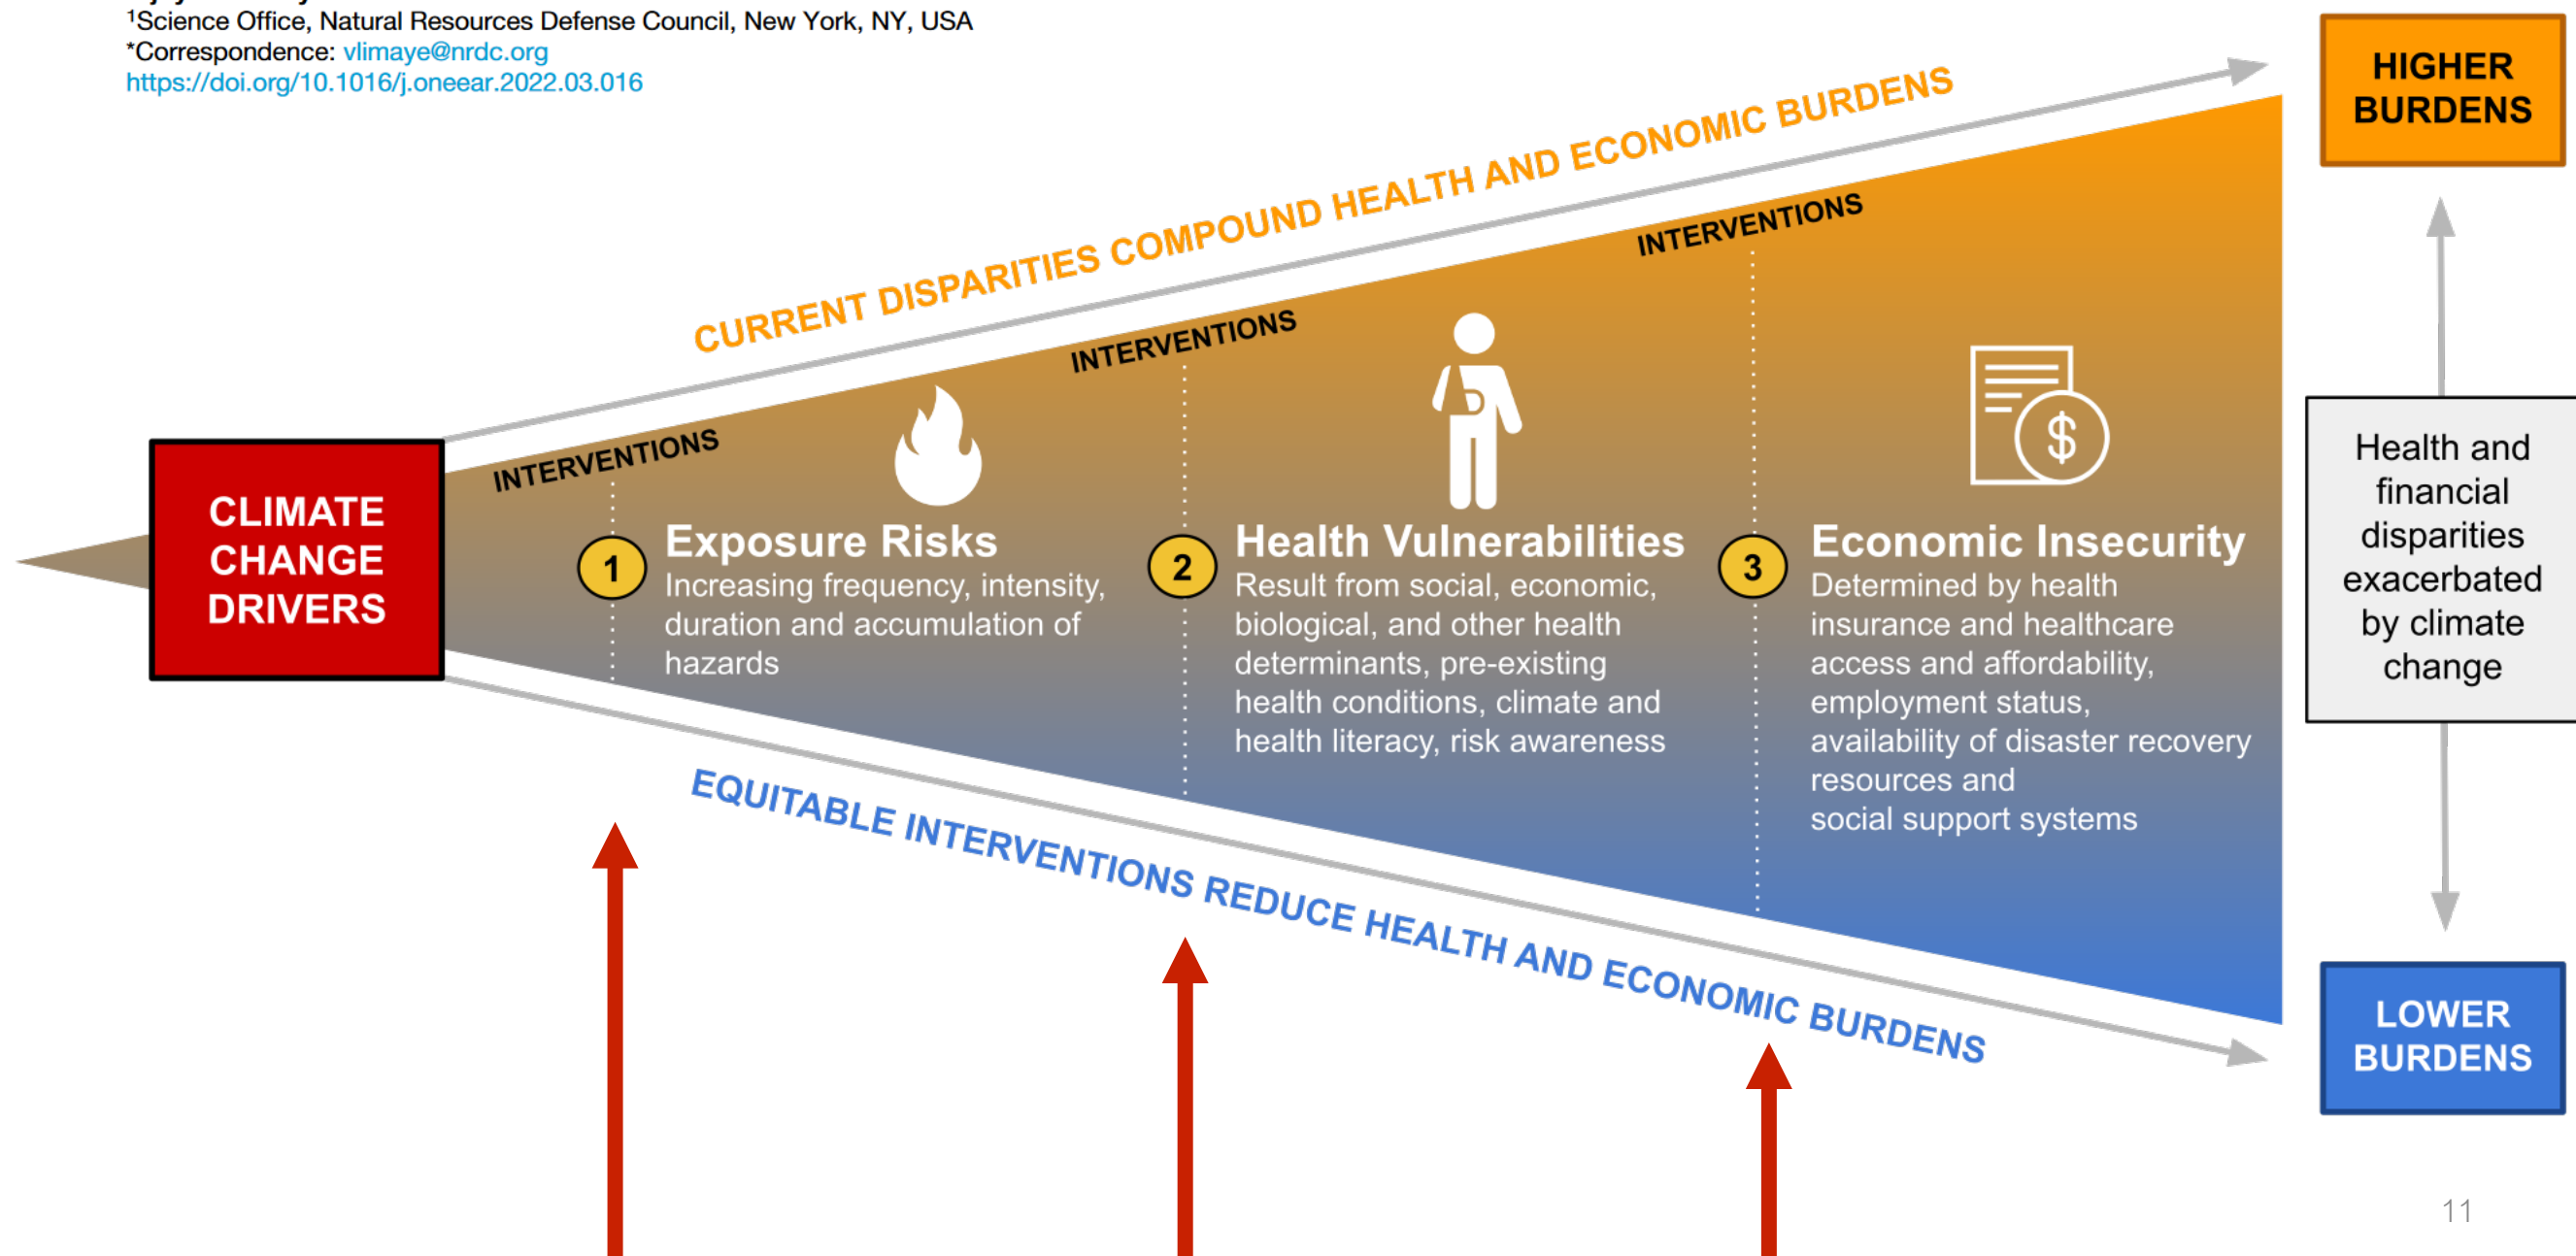 ¹Science Office, Natural Resources Defense Council, New York, NY, USA
*Correspondence: vlimaye@nrdc.org
https://doi.org/10.1016/j.oneear.2022.03.016
CURRENT DISPARITIES COMPOUND HEALTH AND ECONOMIC BURDENS
HIGHER
BURDENS
CLIMATE
CHANGE
DRIVERS
INTERVENTIONS
1
Exposure Risks
Increasing frequency, intensity,
duration and accumulation of
hazards
INTERVENTIONS
2
Health Vulnerabilities
Result from social, economic,
biological, and other health
determinants, pre-existing
health conditions, climate and
health literacy, risk awareness
INTERVENTIONS
$
3
Economic Insecurity
Determined by health
insurance and healthcare
access and affordability,
employment status,
availability of disaster recovery
resources and
social support systems
Health and
financial
disparities
exacerbated
by climate
change
EQUITABLE INTERVENTIONS REDUCE HEALTH AND ECONOMIC BURDENS
LOWER
BURDENS
11